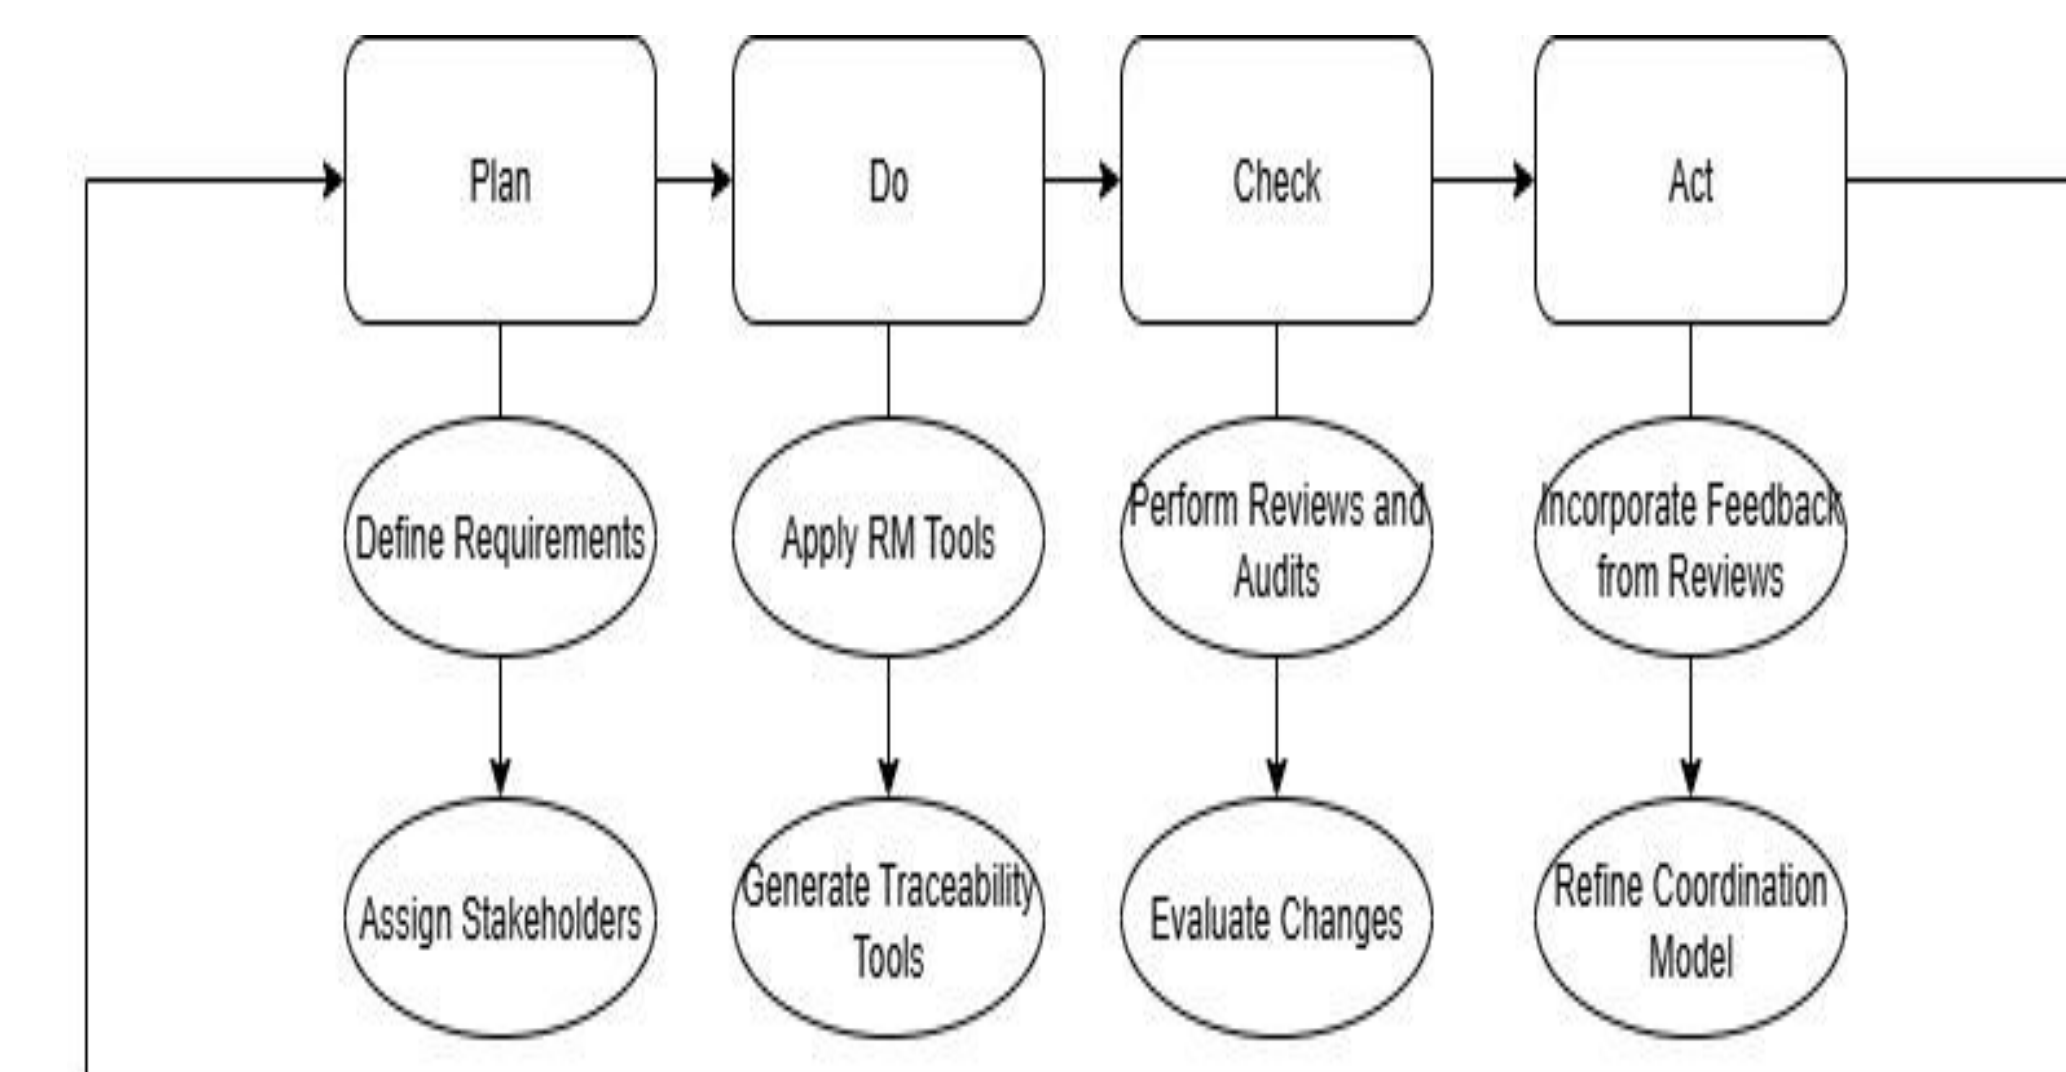 Plan
Do
Check
Act
Define Requirements
Apply RM Tools
Perform Reviews and
Audits
Incorporate Feedback
from Reviews
Assign Stakeholders
Generate Traceability
Tools
Evaluate Changes
Refine Coordination
Model